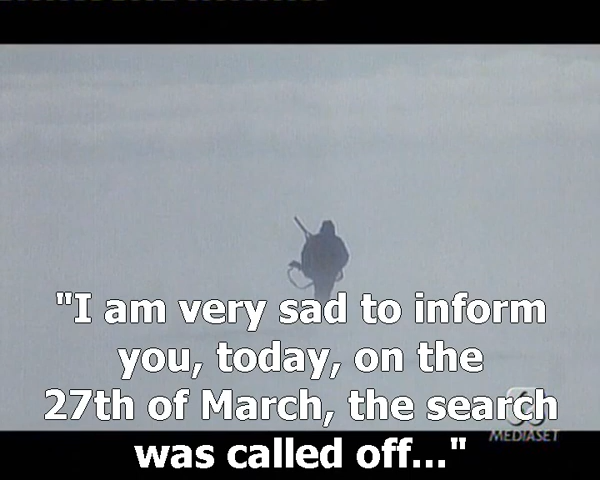 "I am very sad to inform
you, today, on the
27th of March, the search
was called off..."
MEDIASET